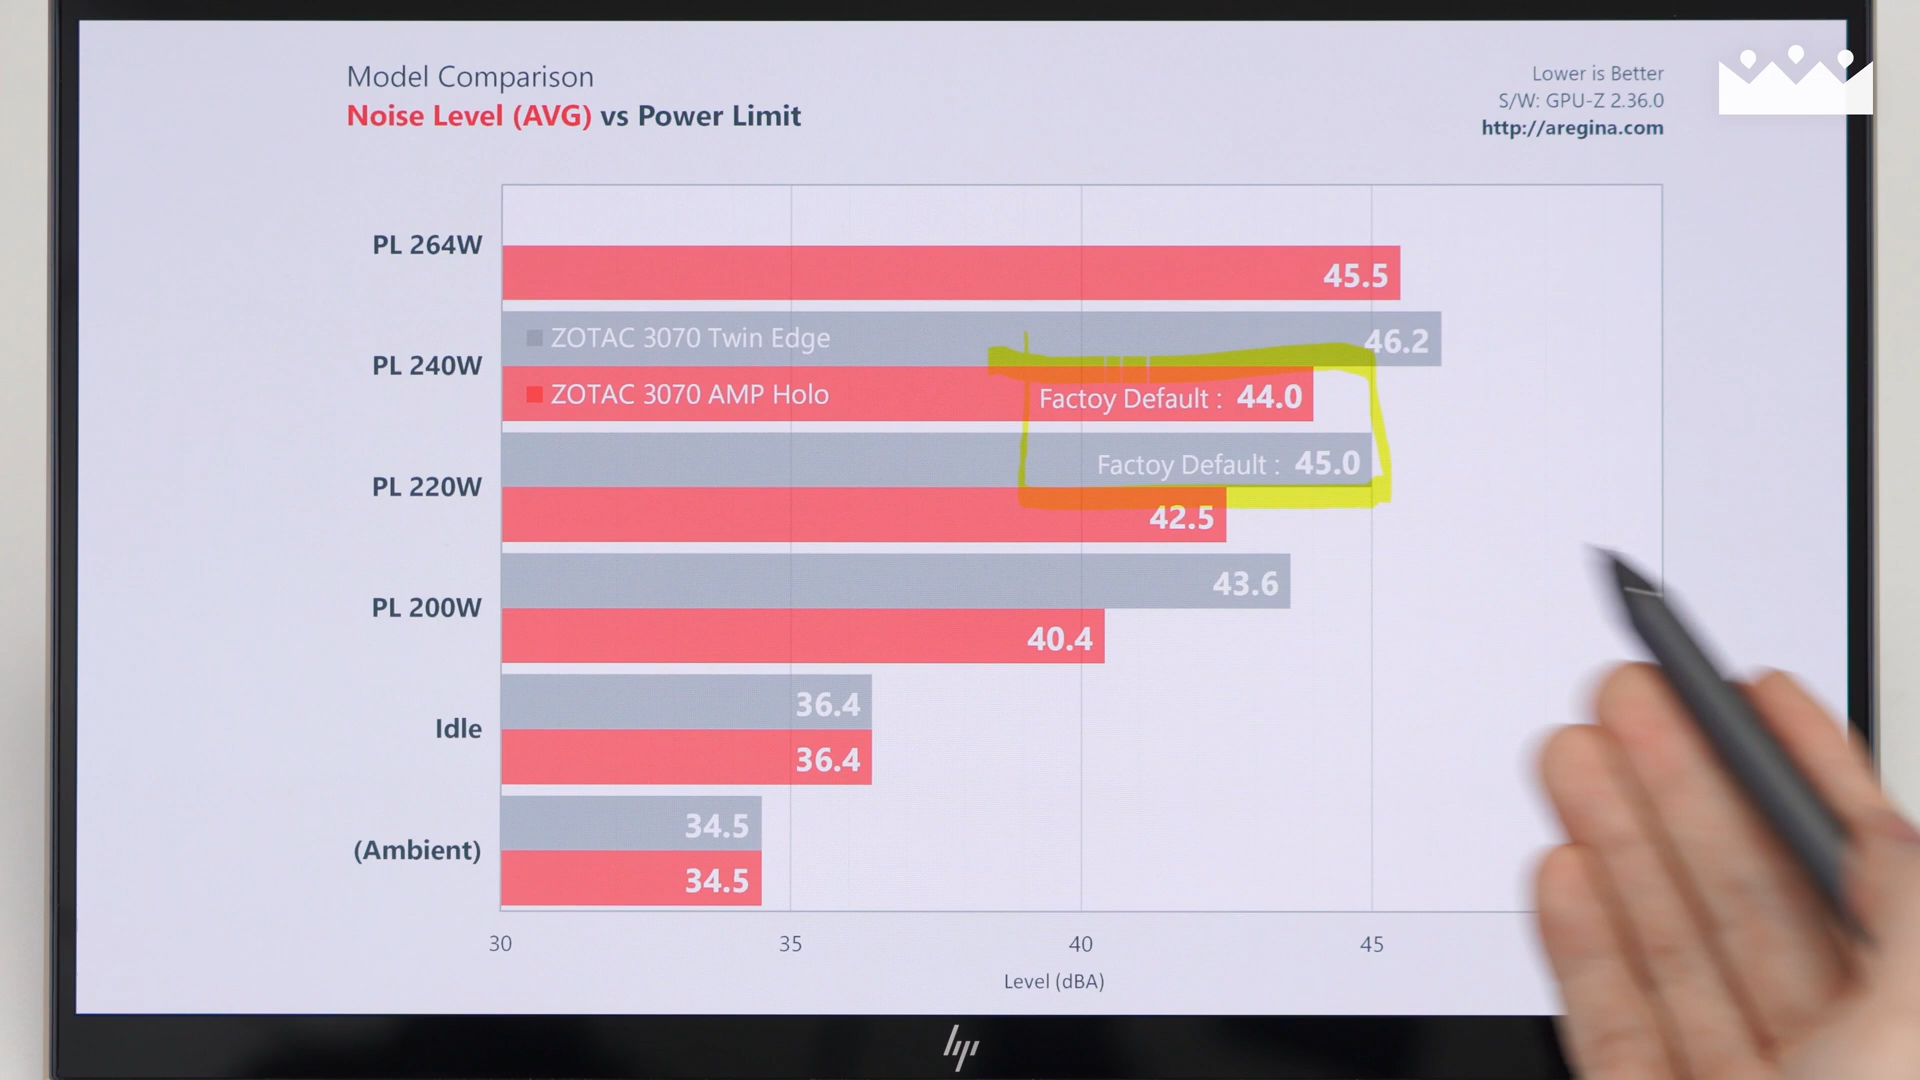 Model Comparison
Noise Level (AVG) vs Power Limit
Lower is Better
S/W: GPU-Z 2.36.0
http://aregina.com
PL 264W
45.5
ZOTAC 3070 Twin Edge
46.2
PL 240W
ZOTAC 3070 AMP Holo
Factoy Default : 44.0
Factoy Default : 45.0
PL 220W
42.5
43.6
PL 200W
40.4
36.4
Idle
36.4
34.5
(Ambient)
34.5
30 35 40 45
Level (dBA)
hp